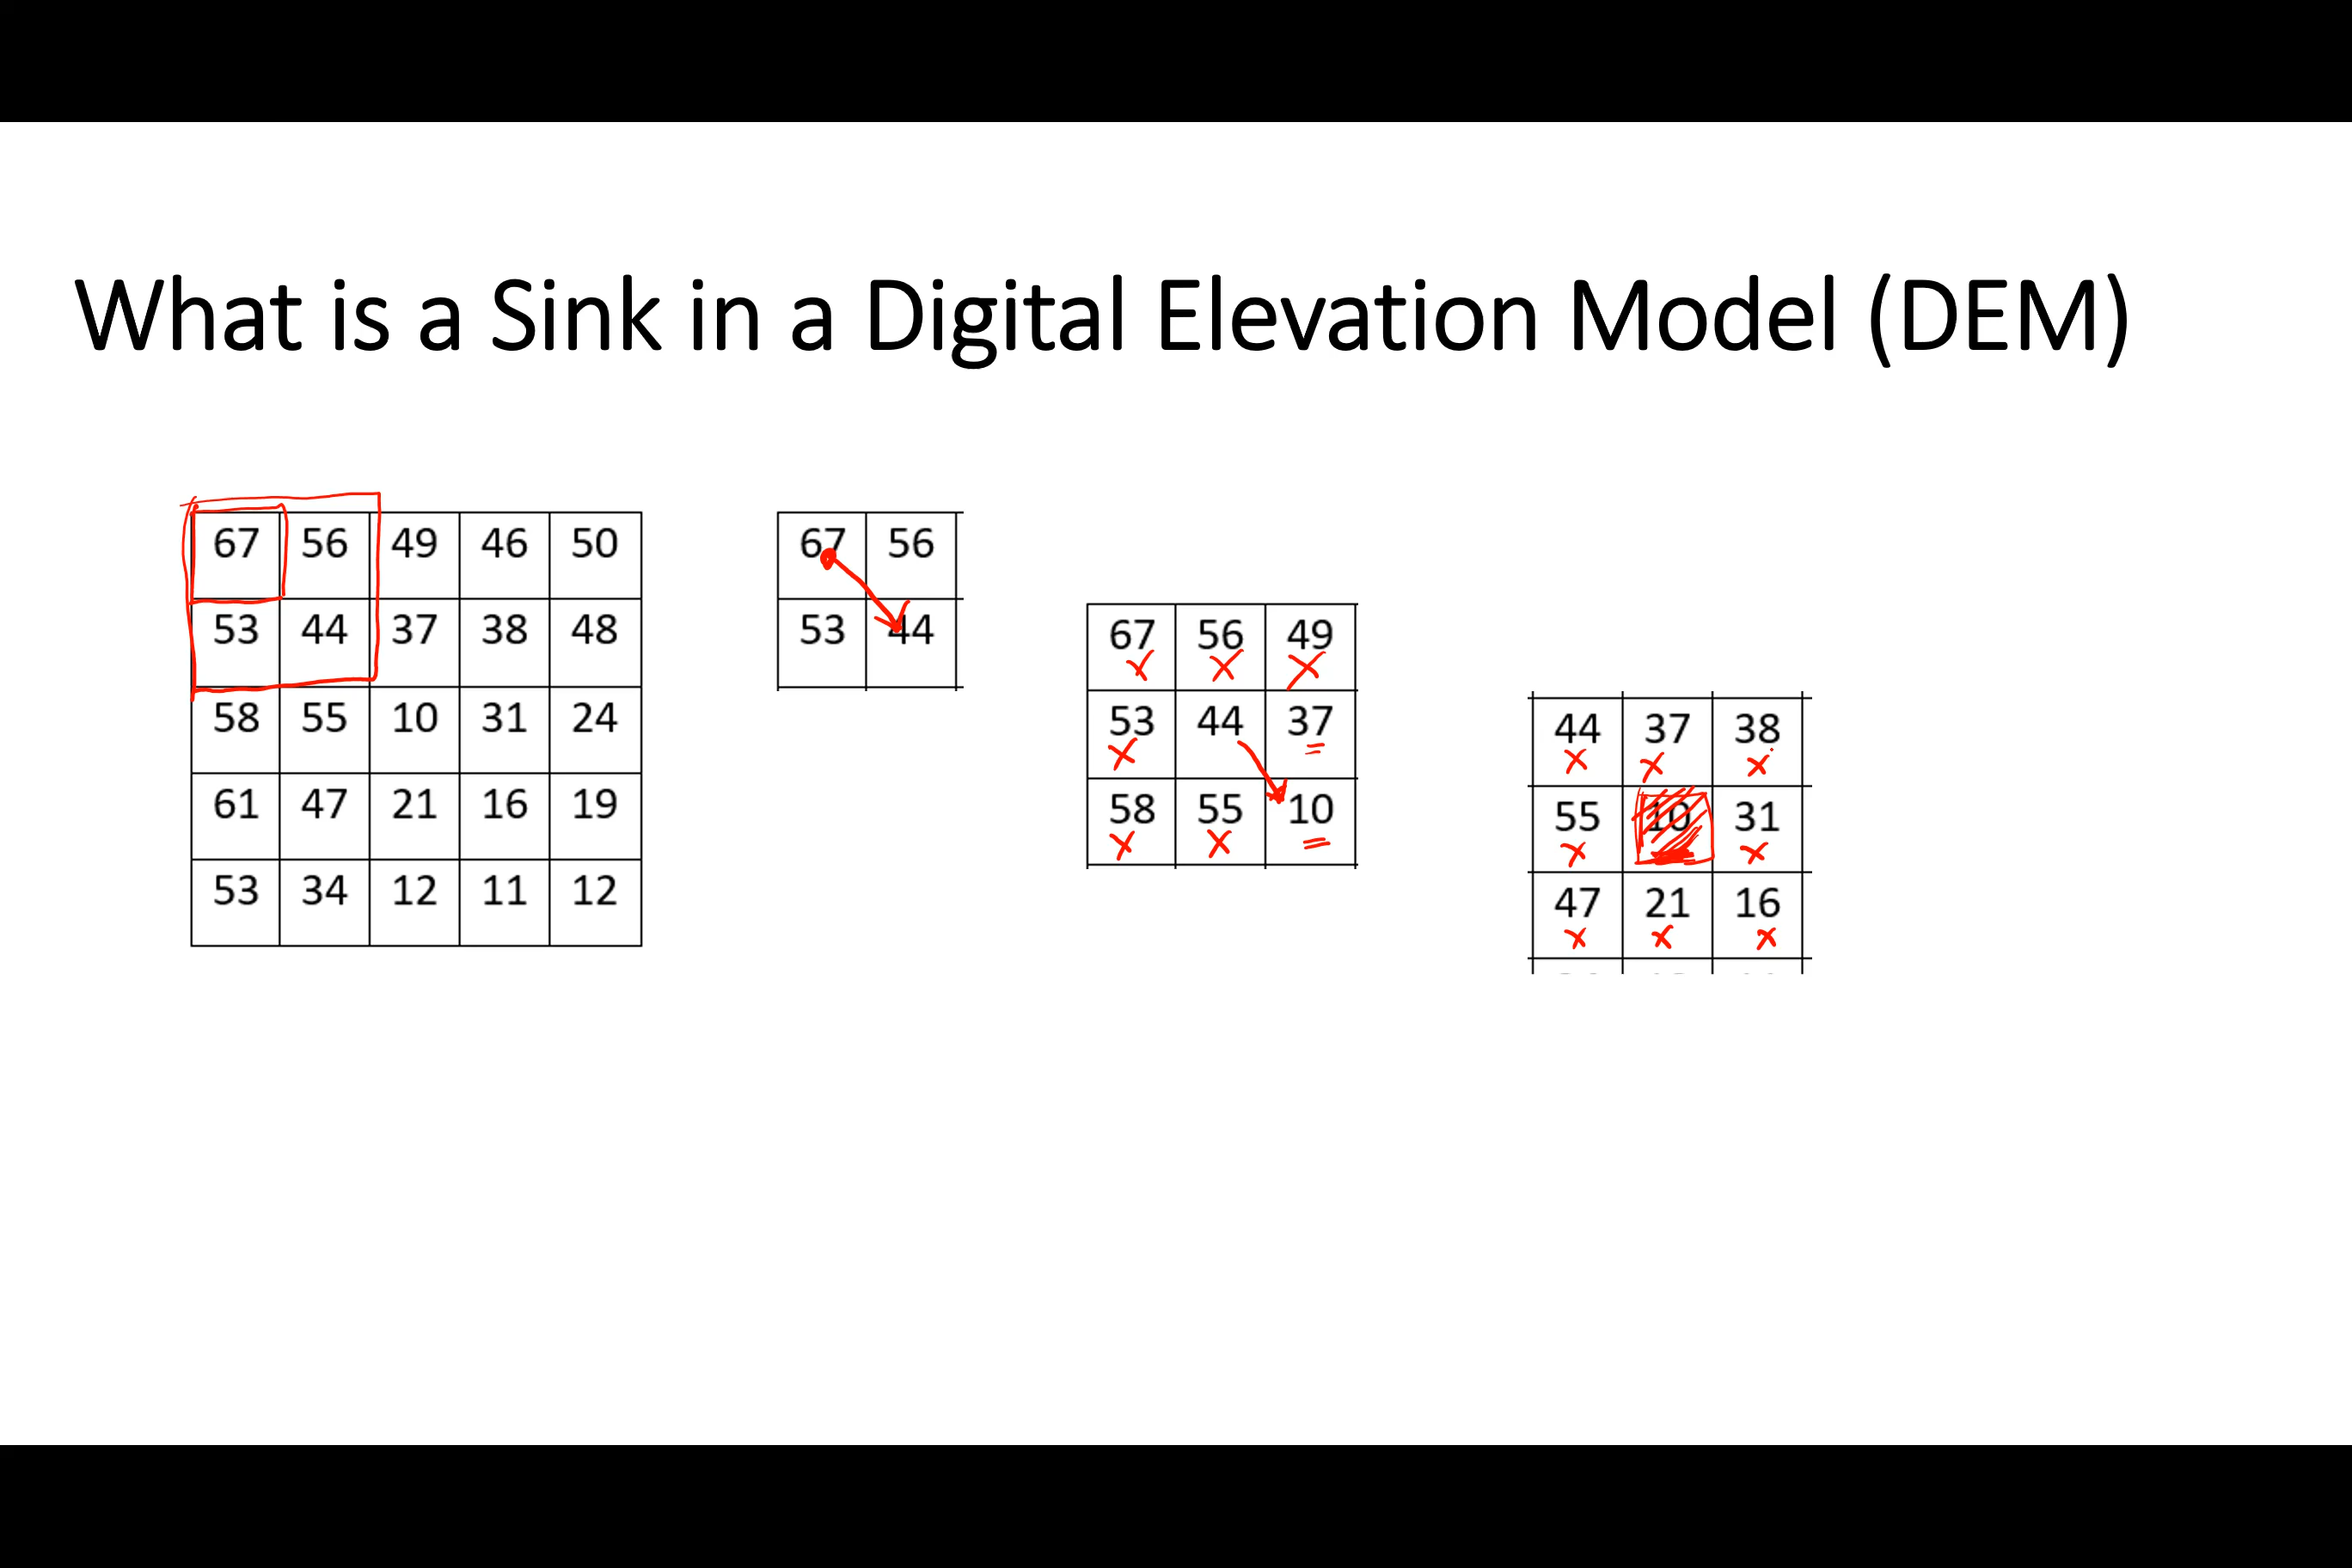 What is a Sink in a Digital Elevation Model (DEM)
67 56 49 46 50
53 44 37 38 48
58 55 10 31 24
61 47 21 16 19
53 34 12 11 12
67 56
53 44
67 56 49
53 44 37
58 55 10
44 37 38
55 10 31
47 21 16